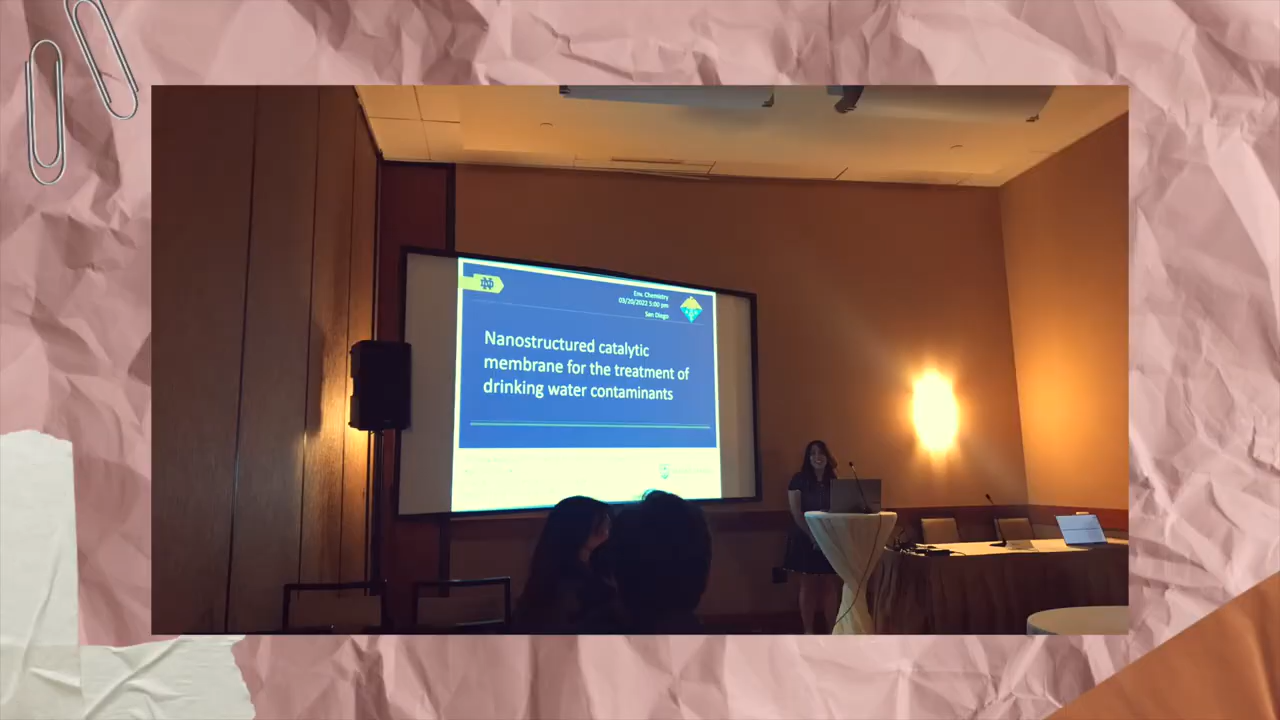 ND
Env. Chemistry
03/20/2022 5:00 pm
San Diego
Nanostructured catalytic
membrane for the treatment of
drinking water contaminants